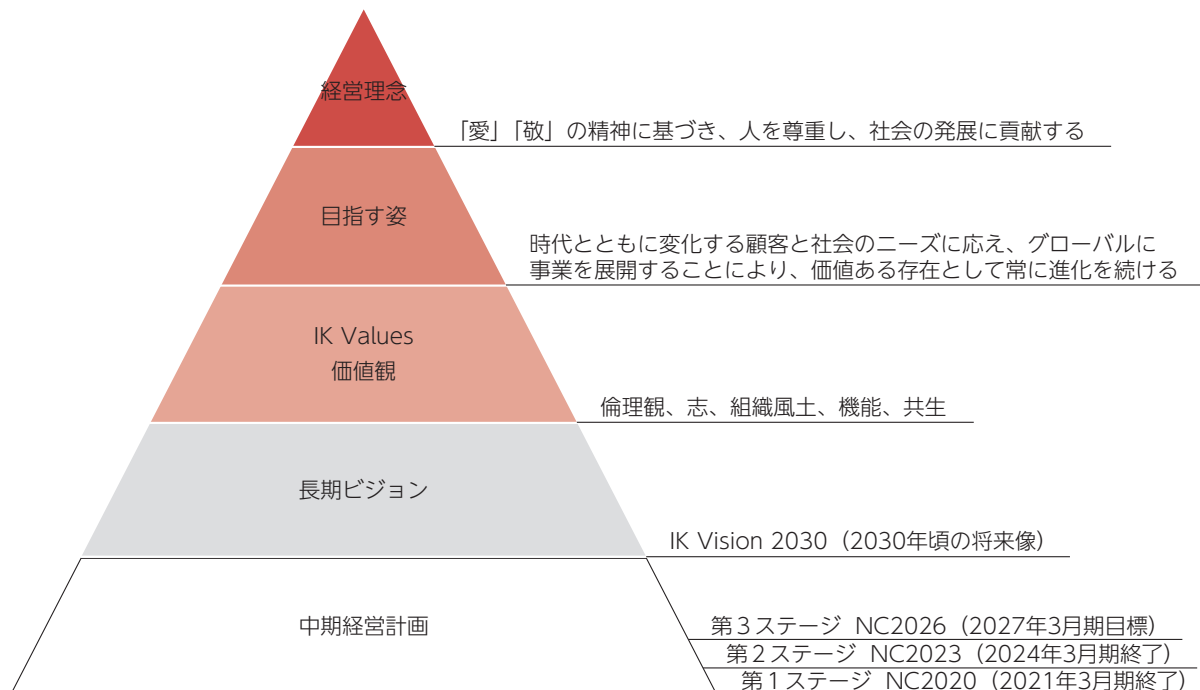 経営理念
「愛」「敬」の精神に基づき、人を尊重し、社会の発展に貢献する
目指す姿
時代とともに変化する顧客と社会のニーズに応え、グローバルに
事業を展開することにより、価値ある存在として常に進化を続ける
IK Values
価値観
倫理観、志、組織風土、機能、共生
長期ビジョン
IK Vision 2030（2030年頃の将来像）
中期経営計画
第３ステージ NC2026（2027年3月期目標）
第２ステージ NC2023（2024年3月期終了）
第１ステージ NC2020（2021年3月期終了）